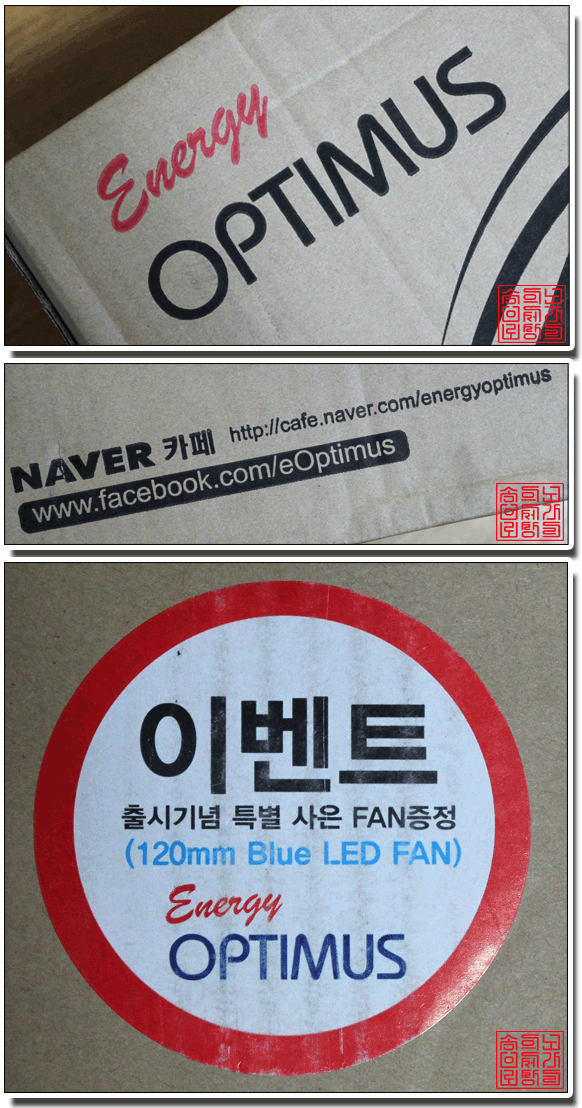 Energy
OPTIMUS
NAVER 카페 http://cafe.naver.com/energyoptimus
www.facebook.com/eOptimus
이벤트
출시기념 특별 사은 FAN증정
(120mm Blue LED FAN)
Energy
OPTIMUS